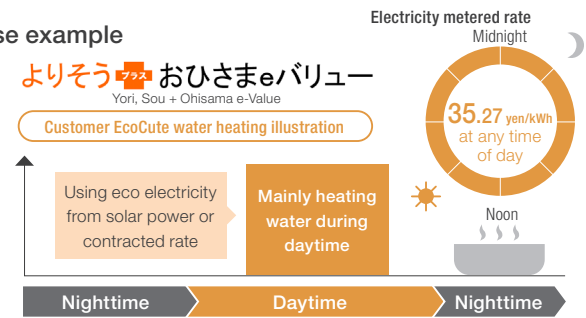 se example
よりそう プラス おひさまeバリュー
Yori, Sou + Ohisama e-Value
Customer EcoCute water heating illustration
Electricity metered rate
Midnight
35.27 yen/kWh
at any time
of day
Noon
Using eco electricity
from solar power or
contracted rate
Mainly heating
water during
daytime
Nighttime
Daytime
Nighttime